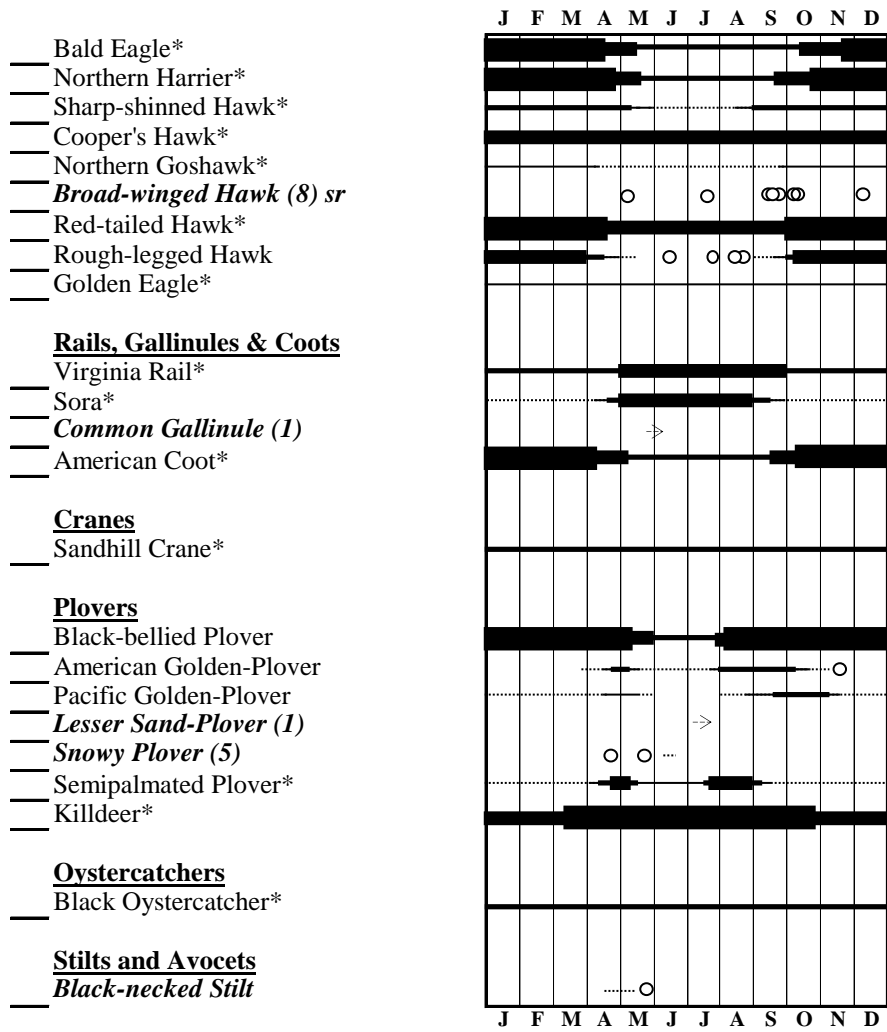 J F M A M J J A S O N D
Bald Eagle*
Northern Harrier*
Sharp-shinned Hawk*
Cooper's Hawk*
Northern Goshawk*
Broad-winged Hawk (8) sr
Red-tailed Hawk*
Rough-legged Hawk
Golden Eagle*
Rails, Gallinules & Coots
Virginia Rail*
Sora*
Common Gallinule (1)
American Coot*
Cranes
Sandhill Crane*
Plovers
Black-bellied Plover
American Golden-Plover
Pacific Golden-Plover
Lesser Sand-Plover (1)
Snowy Plover (5)
Semipalmated Plover*
Killdeer*
Oystercatchers
Black Oystercatcher*
Stilts and Avocets
Black-necked Stilt
J F M A M J J A S O N D